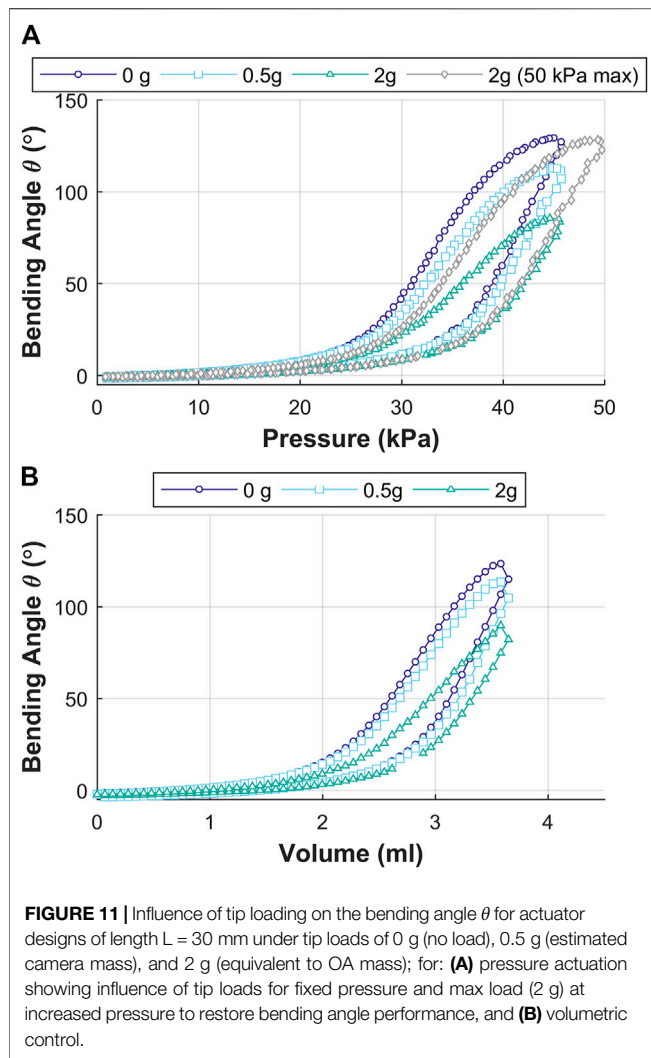 A
0 g 0.5g 2g 2g (50 kPa max)
150
100
50
0
Bending Angle θ (°)
0 10 20 30 40 50
Pressure (kPa)
B
0 g 0.5g 2g
150
100
50
0
Bending Angle θ (°)
0 1 2 3 4
Volume (ml)
FIGURE 11 | Influence of tip loading on the bending angle θ for actuator
designs of length L = 30 mm under tip loads of 0 g (no load), 0.5 g (estimated
camera mass), and 2 g (equivalent to OA mass); for: (A) pressure actuation
showing influence of tip loads for fixed pressure and max load (2 g) at
increased pressure to restore bending angle performance, and (B) volumetric
control.